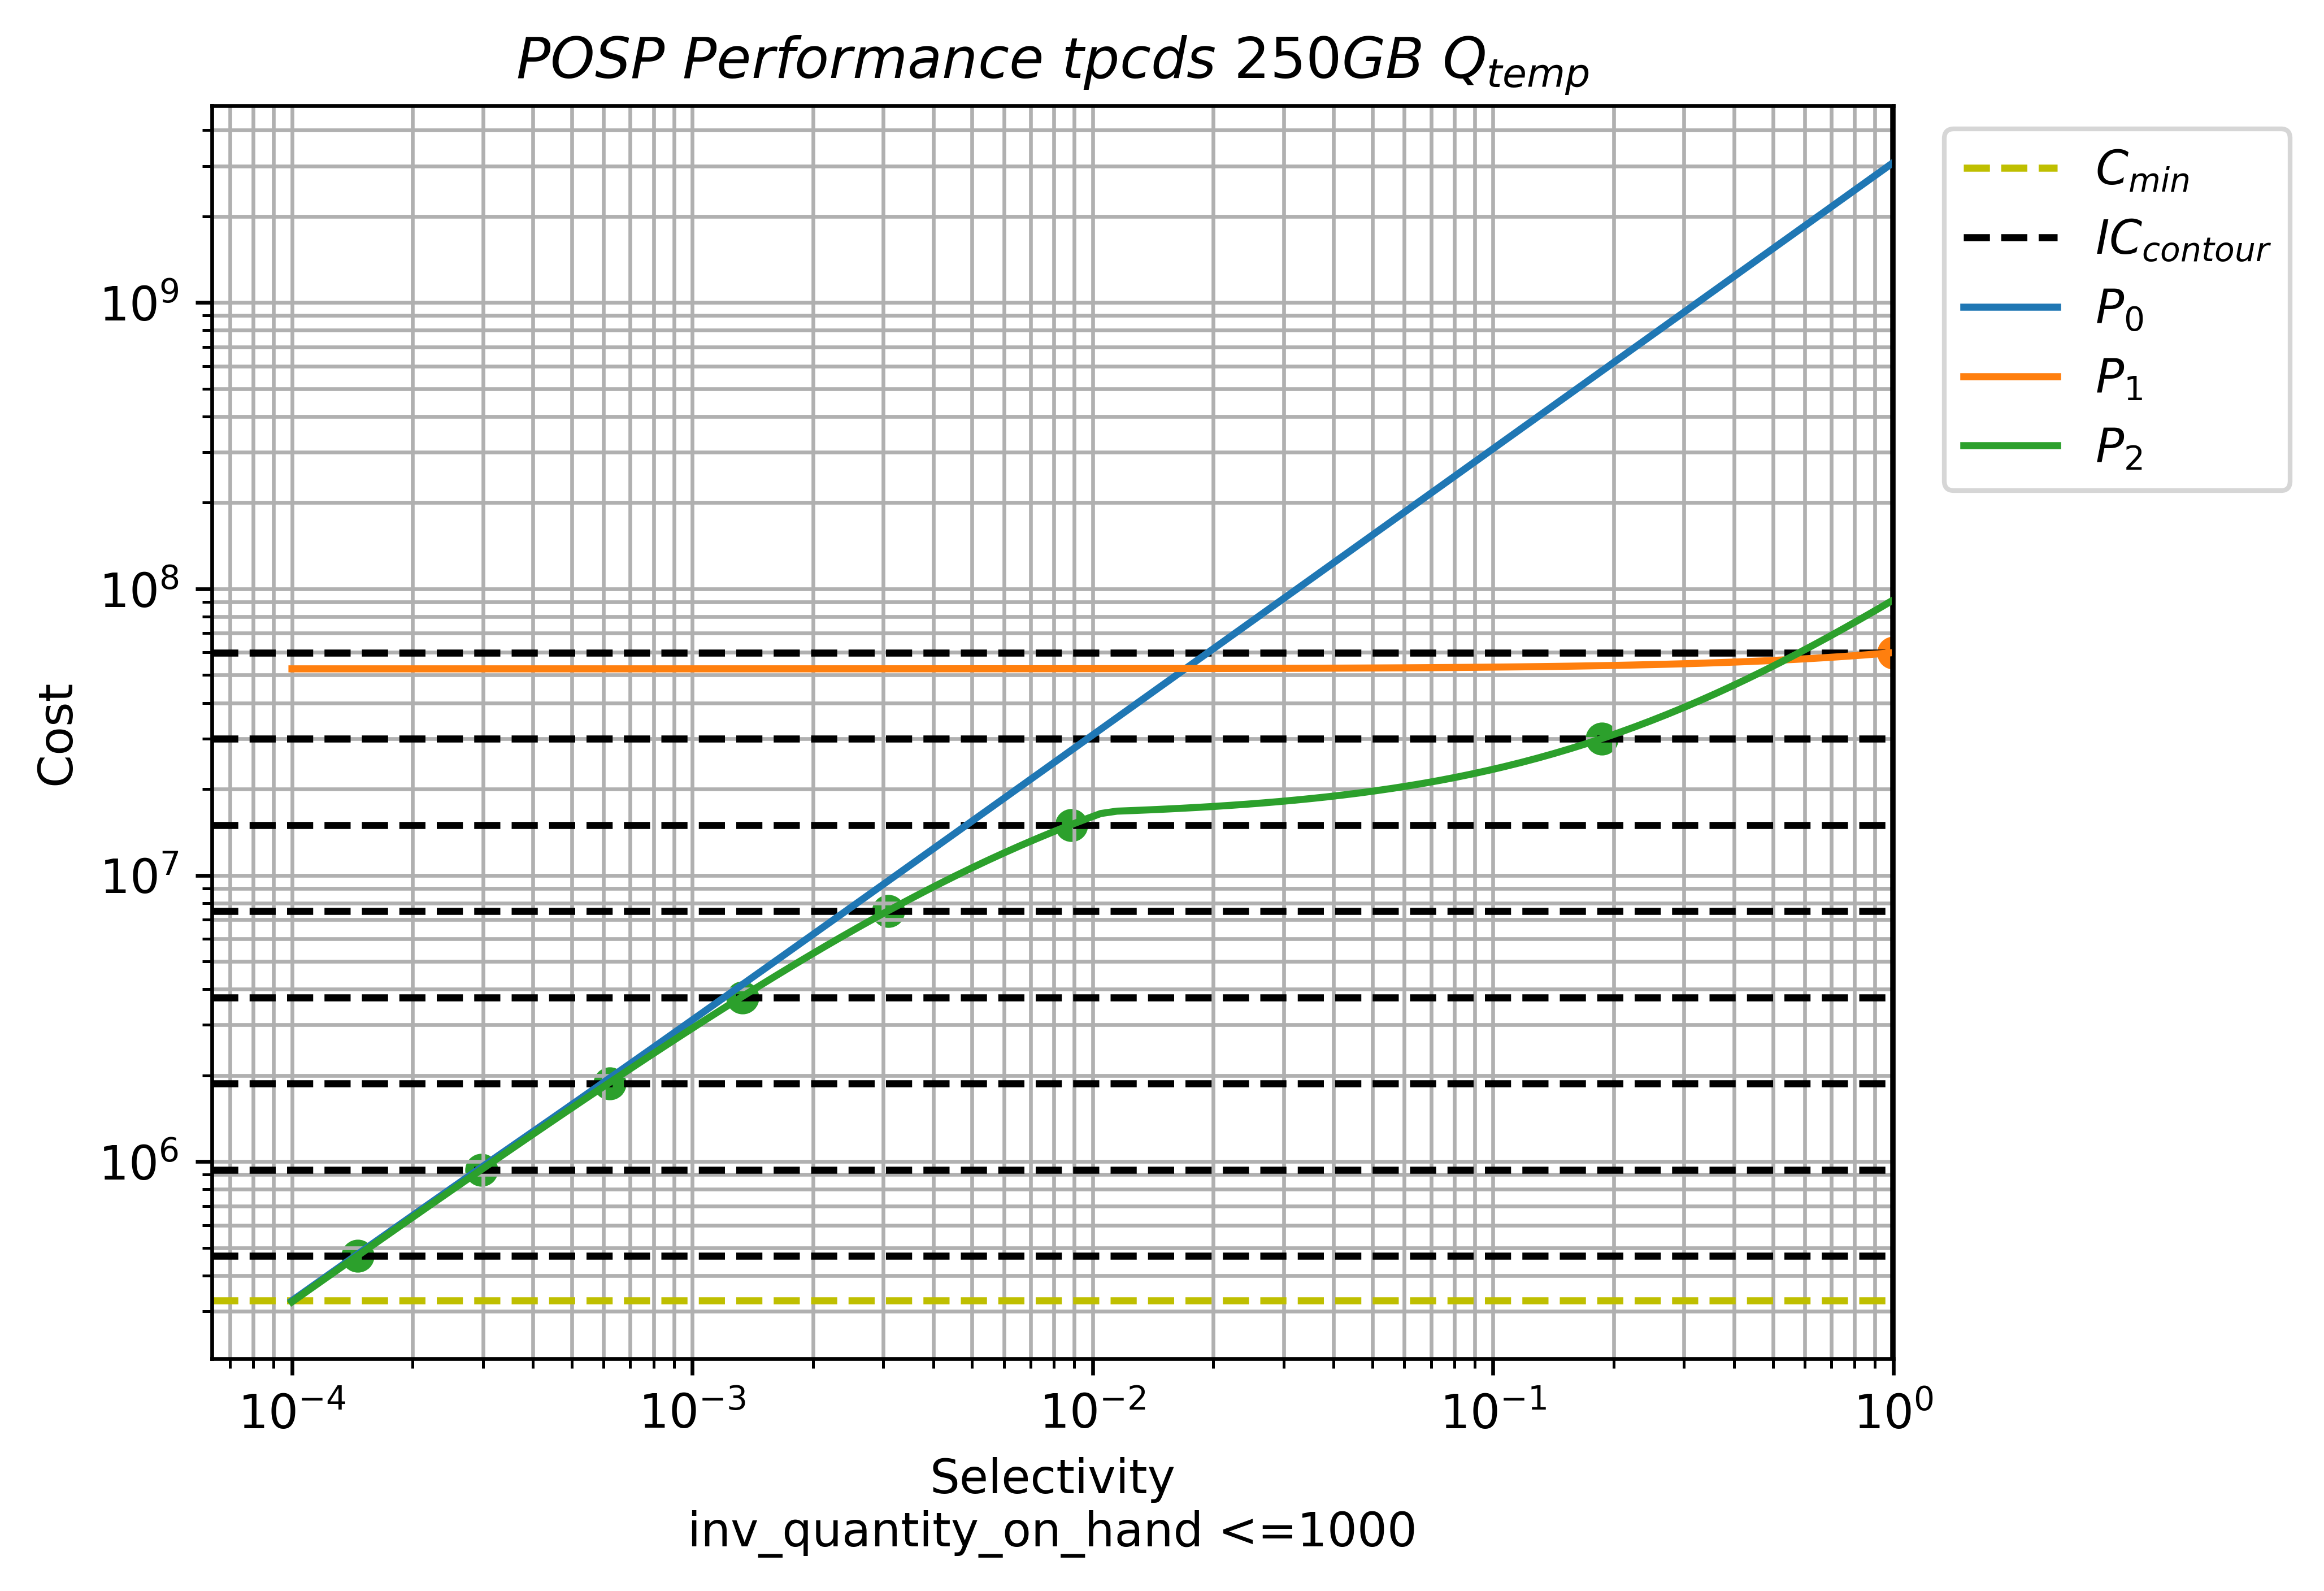 POSP Performance tpcds 250GB Q_temp
C_min
IC_contour
P_0
P_1
P_2
10^9
10^8
10^7
10^6
Cost
10^-4 10^-3 10^-2 10^-1 10^0
Selectivity
inv_quantity_on_hand <=1000